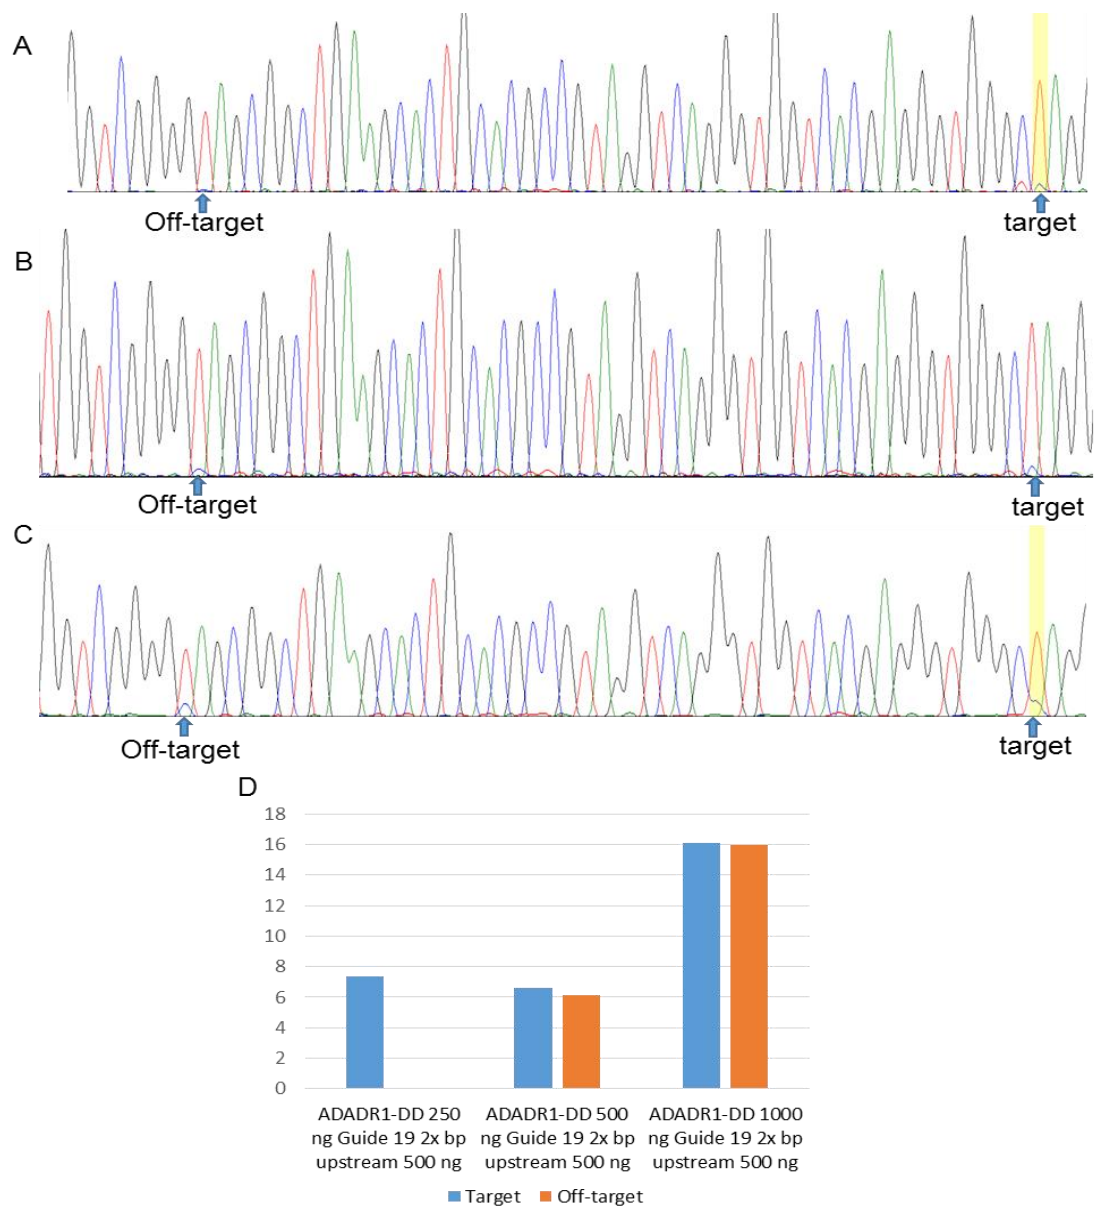 A
Off-target
target
B
Off-target
target
C
Off-target
target
D
18
16
14
12
10
8
6
4
2
0
ADADR1-DD 250
ng Guide 19 2x bp
upstream 500 ng
ADADR1-DD 500
ng Guide 19 2x bp
upstream 500 ng
ADADR1-DD 1000
ng Guide 19 2x bp
upstream 500 ng
Target
Off-target